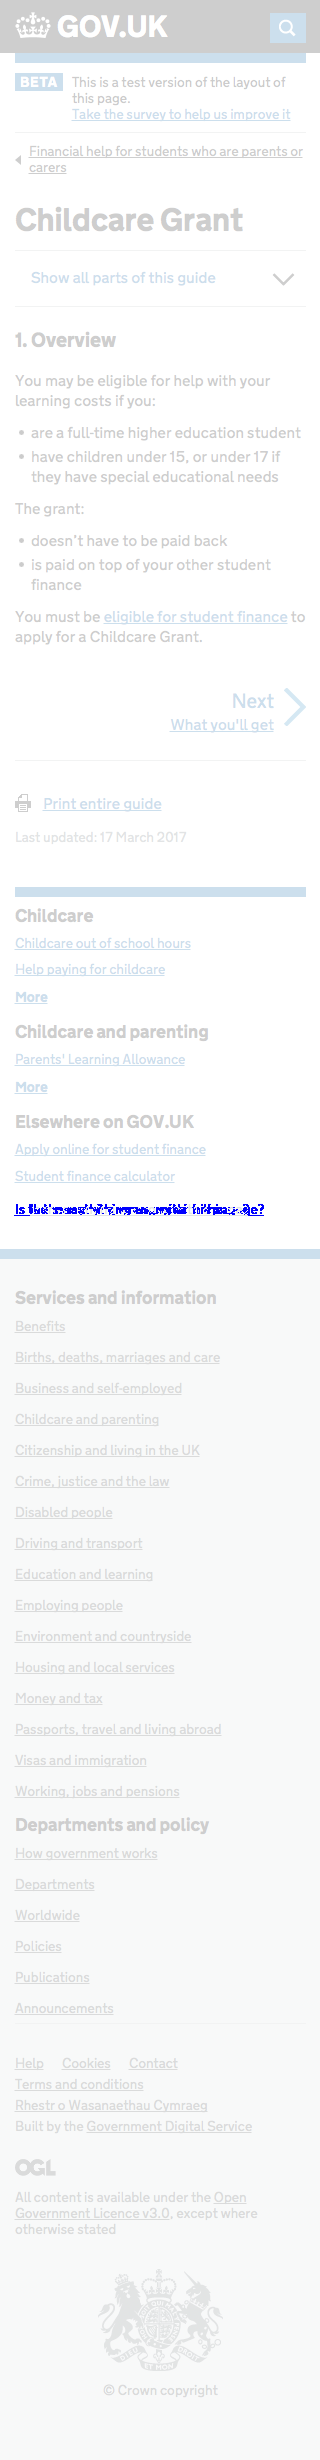 GOV.UK
BETA This is a test version of the layout of
this page.
Take the survey to help us improve it
Financial help for students who are parents or
carers
Childcare Grant
Show all parts of this guide
1. Overview
You may be eligible for help with your
learning costs if you:
• are a full-time higher education student
• have children under 15, or under 17 if
they have special educational needs
The grant:
• doesn’t have to be paid back
• is paid on top of your other student
finance
You must be eligible for student finance to
apply for a Childcare Grant.
Next
What you'll get
Print entire guide
Last updated: 17 March 2017
Childcare
Childcare out of school hours
Help paying for childcare
More
Childcare and parenting
Parents' Learning Allowance
More
Elsewhere on GOV.UK
Apply online for student finance
Student finance calculator
Services and information
Benefits
Births, deaths, marriages and care
Business and self-employed
Childcare and parenting
Citizenship and living in the UK
Crime, justice and the law
Disabled people
Driving and transport
Education and learning
Employing people
Environment and countryside
Housing and local services
Money and tax
Passports, travel and living abroad
Visas and immigration
Working, jobs and pensions
Departments and policy
How government works
Departments
Worldwide
Policies
Publications
Announcements
Help Cookies Contact
Terms and conditions
Rhestr o Wasanaethau Cymraeg
Built by the Government Digital Service
OGL
All content is available under the Open
Government Licence v3.0, except where
otherwise stated
© Crown copyright